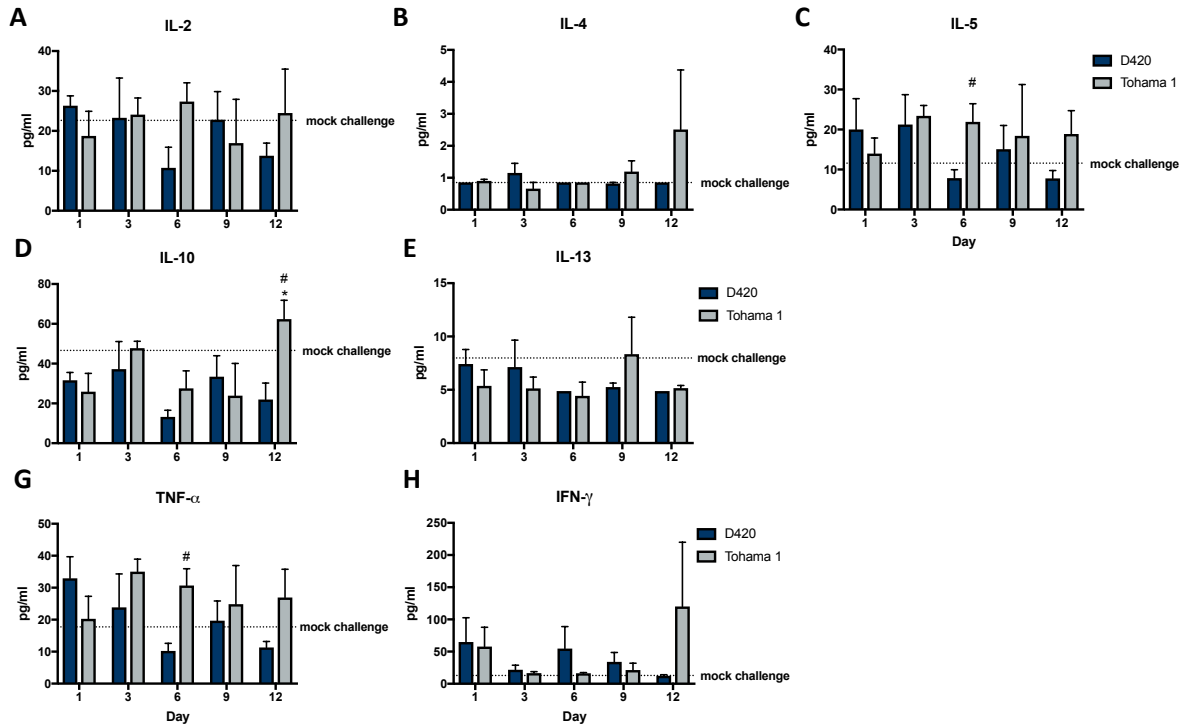 A
IL-2
pg/ml
40
30
20
10
0
mock challenge
1 3 6 9 12
B
IL-4
pg/ml
5
4
3
2
1
0
mock challenge
1 3 6 9 12
C
IL-5
pg/ml
40
30
20
10
0
#
D420
Tohama 1
mock challenge
1 3 6 9 12
Day
D
IL-10
pg/ml
80
60
40
20
0
#
*
mock challenge
1 3 6 9 12
E
IL-13
pg/ml
15
10
5
0
D420
Tohama 1
mock challenge
1 3 6 9 12
G
TNF-α
pg/ml
50
40
30
20
10
0
#
mock challenge
1 3 6 9 12
Day
H
IFN-γ
pg/ml
250
200
150
100
50
0
D420
Tohama 1
mock challenge
1 3 6 9 12
Day